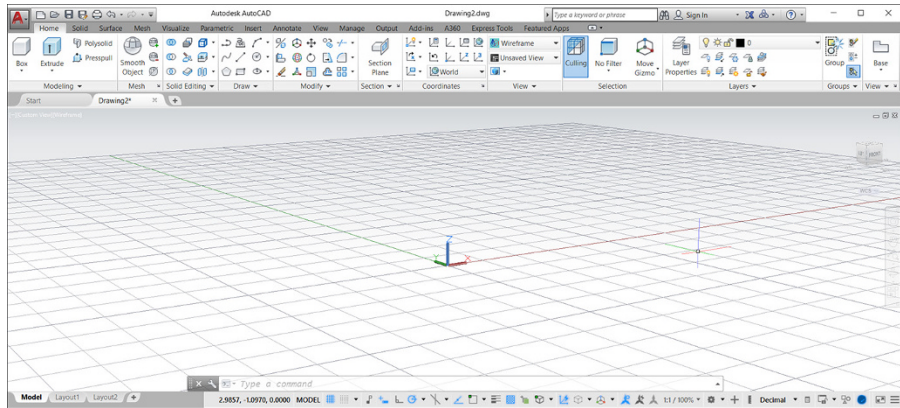 Autodesk AutoCAD Drawing2.dwg Type a keyword or phrase Sign In
Home Solid Surface Mesh Visualize Parametric Insert Annotate View Manage Output Add-ins A360 Express Tools Featured Apps
Box Extrude Polysolid Presspull Smooth Object Section Plane Wireframe Unsaved View World Culling No Filter Move Gizmo Layer Properties 0 Group Base
Modeling Mesh Solid Editing Draw Modify Section Coordinates View Selection Layers Groups View
Start Drawing2*
[+][Custom View][Wireframe]
FRONT
Z
Y X
Type a command
Model Layout1 Layout2 2.9857, -1.0970, 0.0000 MODEL 1:1 / 100% Decimal